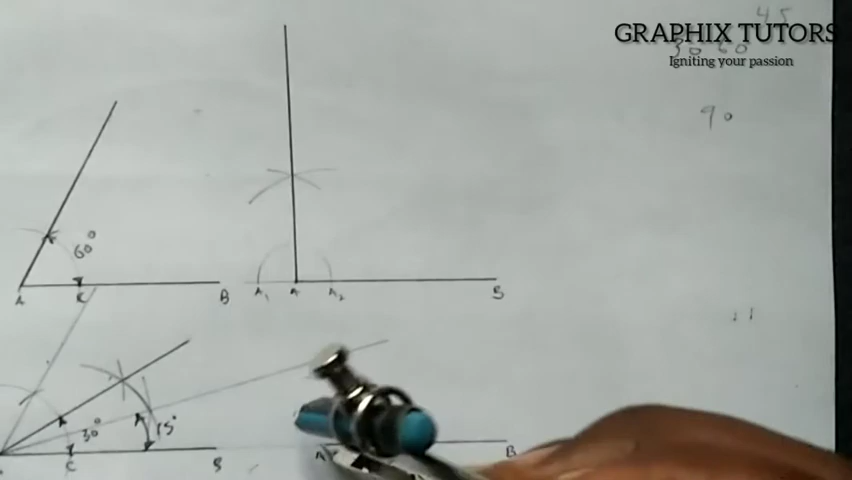 45
GRAPHIX TUTORS
30 60
Igniting your passion
90
60°
A K B
A1 A A2 B
30° 15°
C B
A B